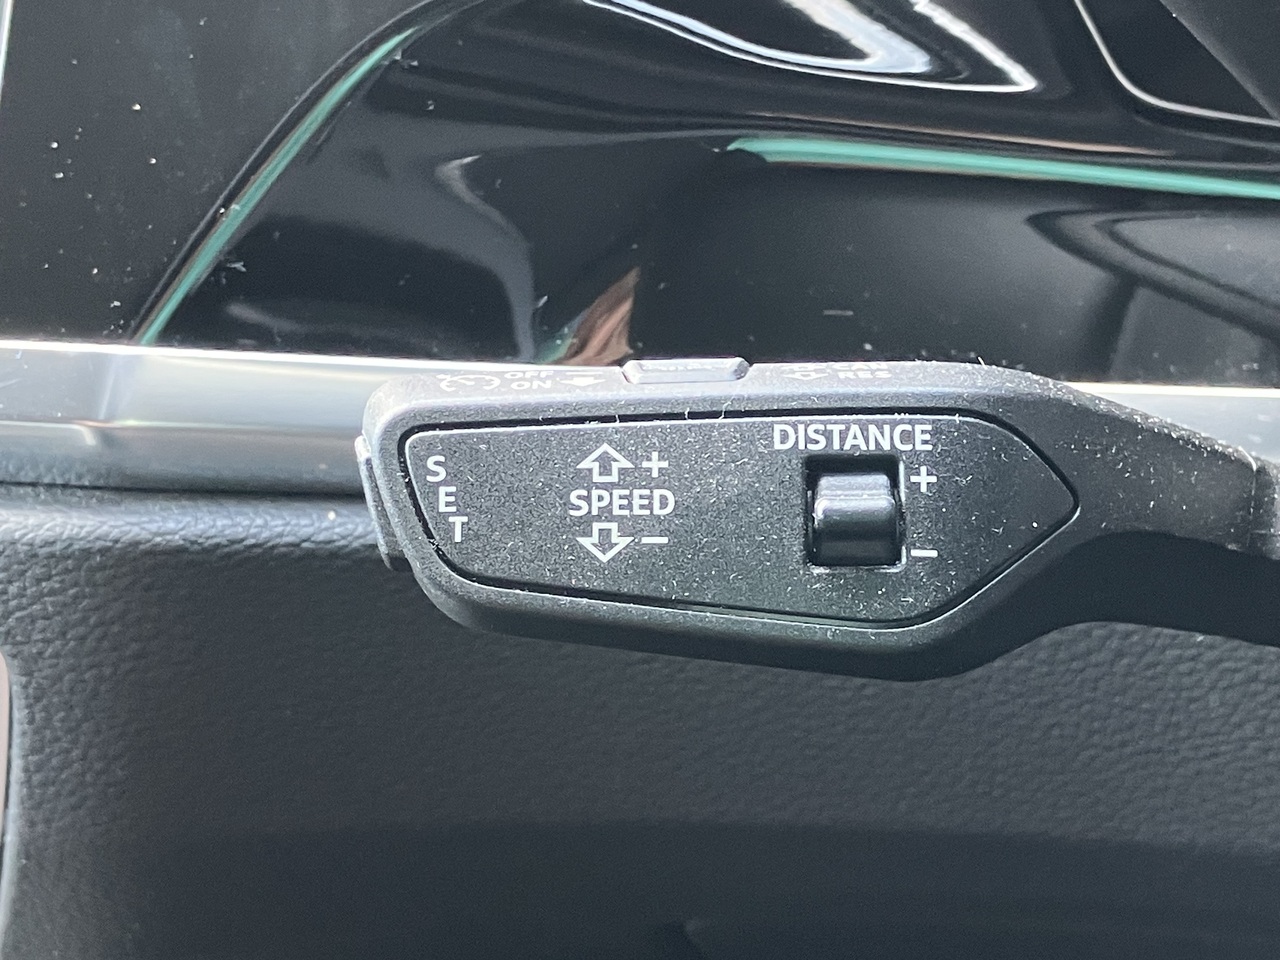 OFF
ON
CAN
RES
DISTANCE
+
-
SET
+
SPEED
-